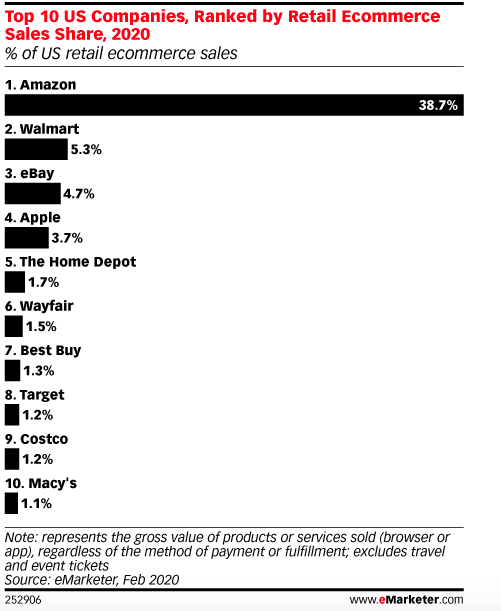 Top 10 US Companies, Ranked by Retail Ecommerce
Sales Share, 2020
% of US retail ecommerce sales
1. Amazon
38.7%
2. Walmart
5.3%
3. eBay
4.7%
4. Apple
3.7%
5. The Home Depot
1.7%
6. Wayfair
1.5%
7. Best Buy
1.3%
8. Target
1.2%
9. Costco
1.2%
10. Macy's
1.1%
Note: represents the gross value of products or services sold (browser or
app), regardless of the method of payment or fulfillment; excludes travel
and event tickets
Source: eMarketer, Feb 2020
252906 www.eMarketer.com